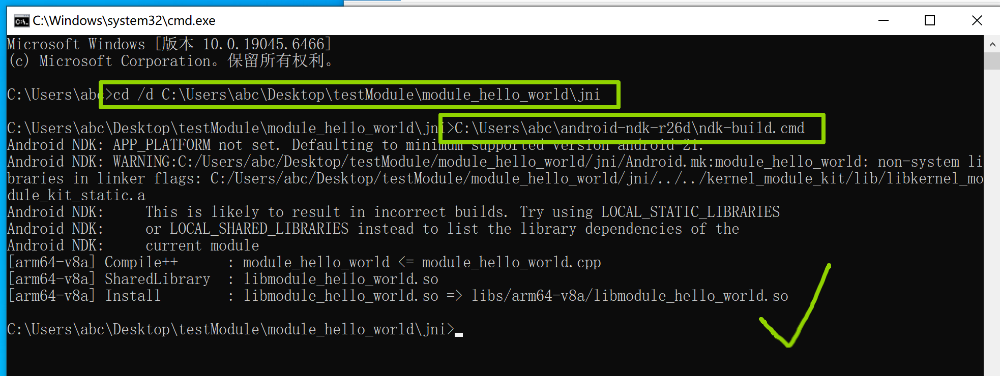 C:\Windows\system32\cmd.exe
Microsoft Windows [版本 10.0.19045.6466]
(c) Microsoft Corporation。保留所有权利。
C:\Users\abc>cd /d C:\Users\abc\Desktop\testModule\module_hello_world\jni
C:\Users\abc\Desktop\testModule\module_hello_world\jni>C:\Users\abc\android-ndk-r26d\ndk-build.cmd
Android NDK: APP_PLATFORM not set. Defaulting to minimum supported version android-21.
Android NDK: WARNING:C:/Users/abc/Desktop/testModule/module_hello_world/jni/Android.mk:module_hello_world: non-system li
braries in linker flags: C:/Users/abc/Desktop/testModule/module_hello_world/jni/../../kernel_module_kit/lib/libkernel_mo
dule_kit_static.a
Android NDK:     This is likely to result in incorrect builds. Try using LOCAL_STATIC_LIBRARIES
Android NDK:     or LOCAL_SHARED_LIBRARIES instead to list the library dependencies of the
Android NDK:     current module
[arm64-v8a] Compile++      : module_hello_world <= module_hello_world.cpp
[arm64-v8a] SharedLibrary  : libmodule_hello_world.so
[arm64-v8a] Install        : libmodule_hello_world.so => libs/arm64-v8a/libmodule_hello_world.so
C:\Users\abc\Desktop\testModule\module_hello_world\jni>